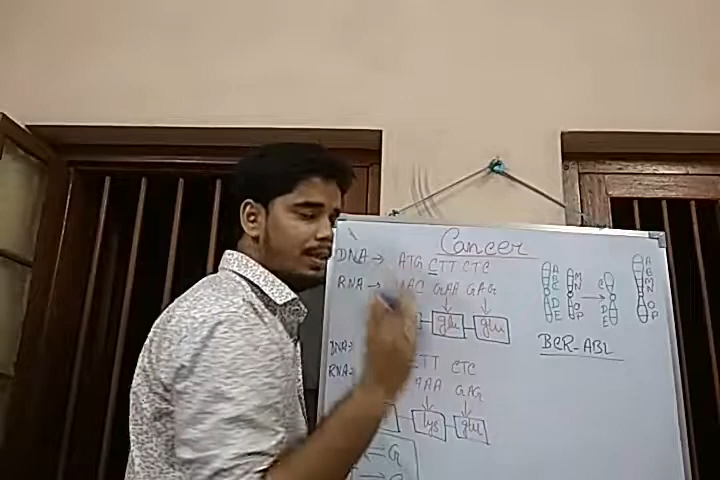 Cancer
DNA → ATG CTT CTC
RNA → UAC GAA GAG
glu glu
DNA →
TT CTC
RNA →
AAA GAG
lys glu
G
A B C D E
M N O P
C D E
A B M N O P
BCR-ABL